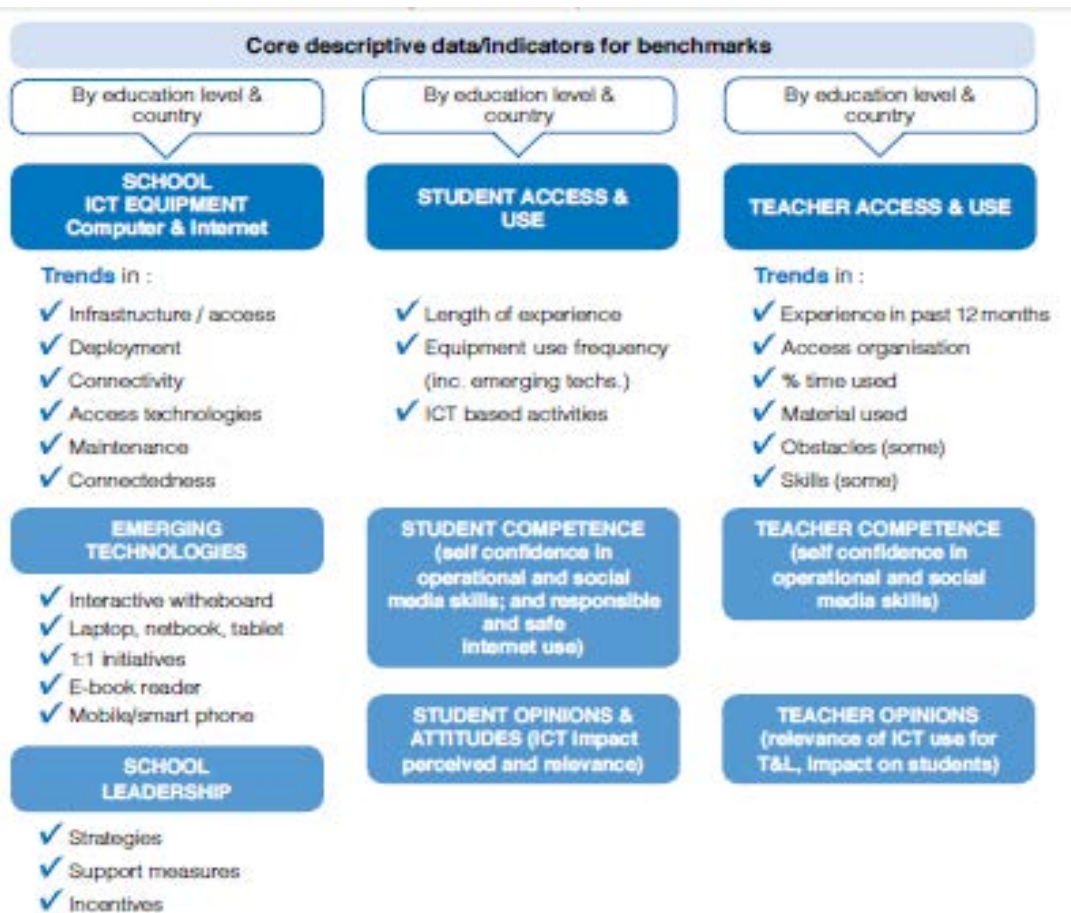 Core descriptive data/indicators for benchmarks
By education level &
country
SCHOOL
ICT EQUIPMENT
Computer & Internet
Trends in :
Infrastructure / access
Deployment
Connectivity
Access technologies
Maintenance
Connectedness
EMERGING
TECHNOLOGIES
Interactive witheboard
Laptop, netbook, tablet
1:1 initiatives
E-book reader
Mobile/smart phone
SCHOOL
LEADERSHIP
Strategies
Support measures
Incentives
By education level &
country
STUDENT ACCESS &
USE
Length of experience
Equipment use frequency
(inc. emerging techs.)
ICT based activities
STUDENT COMPETENCE
(self confidence in
operational and social
media skills; and responsible
and safe
internet use)
STUDENT OPINIONS &
ATTITUDES (ICT Impact
perceived and relevance)
By education level &
country
TEACHER ACCESS & USE
Trends in :
Experience in past 12 months
Access organisation
% time used
Material used
Obstacles (some)
Skills (some)
TEACHER COMPETENCE
(self confidence in
operational and social
media skills)
TEACHER OPINIONS
(relevance of ICT use for
T&L, Impact on students)